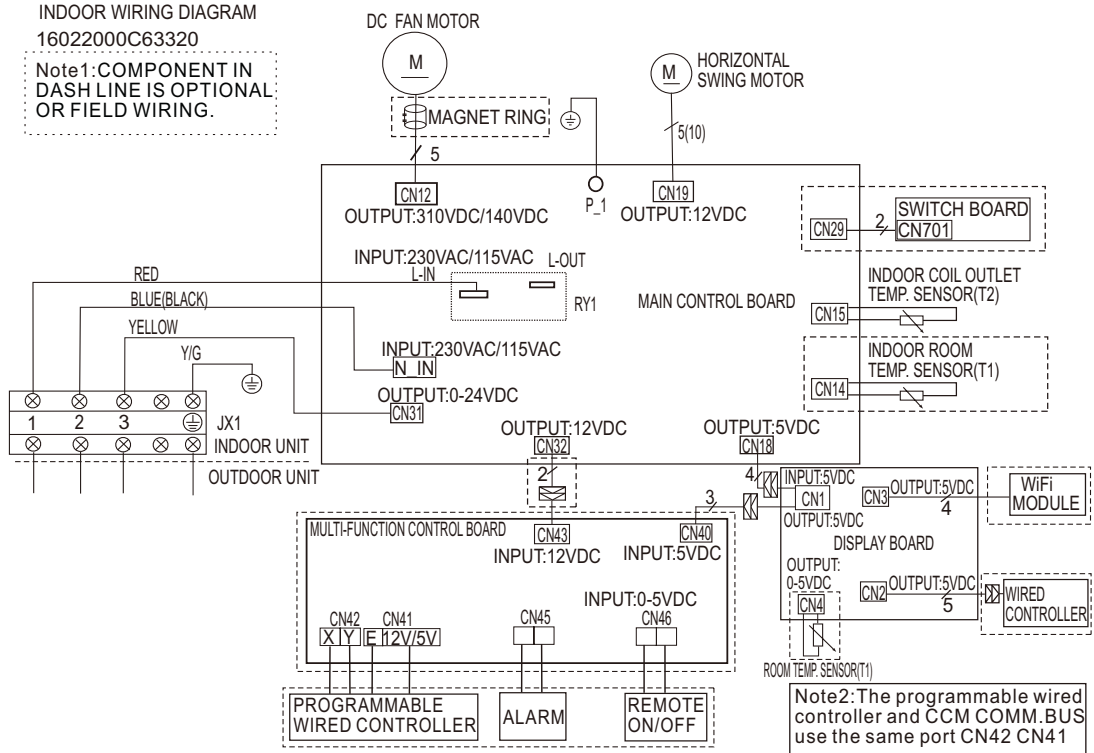 INDOOR WIRING DIAGRAM
16022000C63320
Note1:COMPONENT IN
DASH LINE IS OPTIONAL
OR FIELD WIRING.
DC FAN MOTOR
M
MAGNET RING
5
HORIZONTAL
SWING MOTOR
M
5(10)
CN12
OUTPUT:310VDC/140VDC
P_1
CN19
OUTPUT:12VDC
CN29
2
SWITCH BOARD
CN701
INPUT:230VAC/115VAC
L-IN
L-OUT
RY1
MAIN CONTROL BOARD
INDOOR COIL OUTLET
TEMP. SENSOR(T2)
CN15
INDOOR ROOM
TEMP. SENSOR(T1)
CN14
RED
BLUE(BLACK)
YELLOW
Y/G
INPUT:230VAC/115VAC
N_IN
OUTPUT:0-24VDC
CN31
1 2 3
JX1
INDOOR UNIT
OUTDOOR UNIT
OUTPUT:12VDC
CN32
2
OUTPUT:5VDC
CN18
4
3
INPUT:5VDC
CN1
OUTPUT:5VDC
CN3
OUTPUT:5VDC
4
WiFi
MODULE
DISPLAY BOARD
OUTPUT:
0-5VDC
CN4
CN2
OUTPUT:5VDC
5
WIRED
CONTROLLER
ROOM TEMP. SENSOR(T1)
MULTI-FUNCTION CONTROL BOARD
CN43
INPUT:12VDC
CN40
INPUT:5VDC
INPUT:0-5VDC
CN42
X Y
CN41
E 12V/5V
CN45
CN46
PROGRAMMABLE
WIRED CONTROLLER
ALARM
REMOTE
ON/OFF
Note2:The programmable wired
controller and CCM COMM.BUS
use the same port CN42 CN41